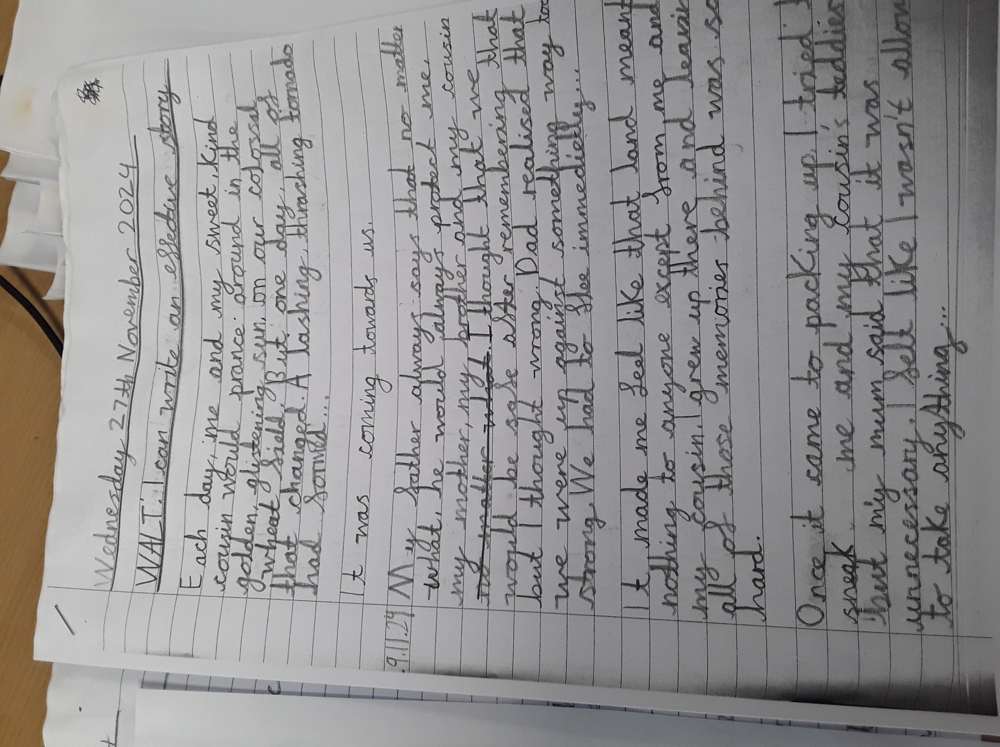 Wednesday 27th November 2024
WALT: I can write an effective story
Each day, me and my sweet, kind
cousin would prance around in the
golden, glistening sun, on our colossal
wheat field. But one day, all of
that changed. A lashing, thrashing tornado
had formed...
It was coming towards us.
9.11.24 My father always says that no matter
what, he would always protect me,
my mother, my brother and my cousin
no matter what. I thought that we
would be safe after remembering that
but I thought wrong. Dad realised that
we were up against something way too
strong. We had to flee immedietly...
It made me feel like that land meant
nothing to anyone except from me and
my cousin. I grew up there and leavin
all of those memories behind was so
hard.
Once it came to packing up, I tried t
sneak me and my cousin's teddies
but my mum said that it was
unnecessary. I felt like I wasn't allow
to take anything...